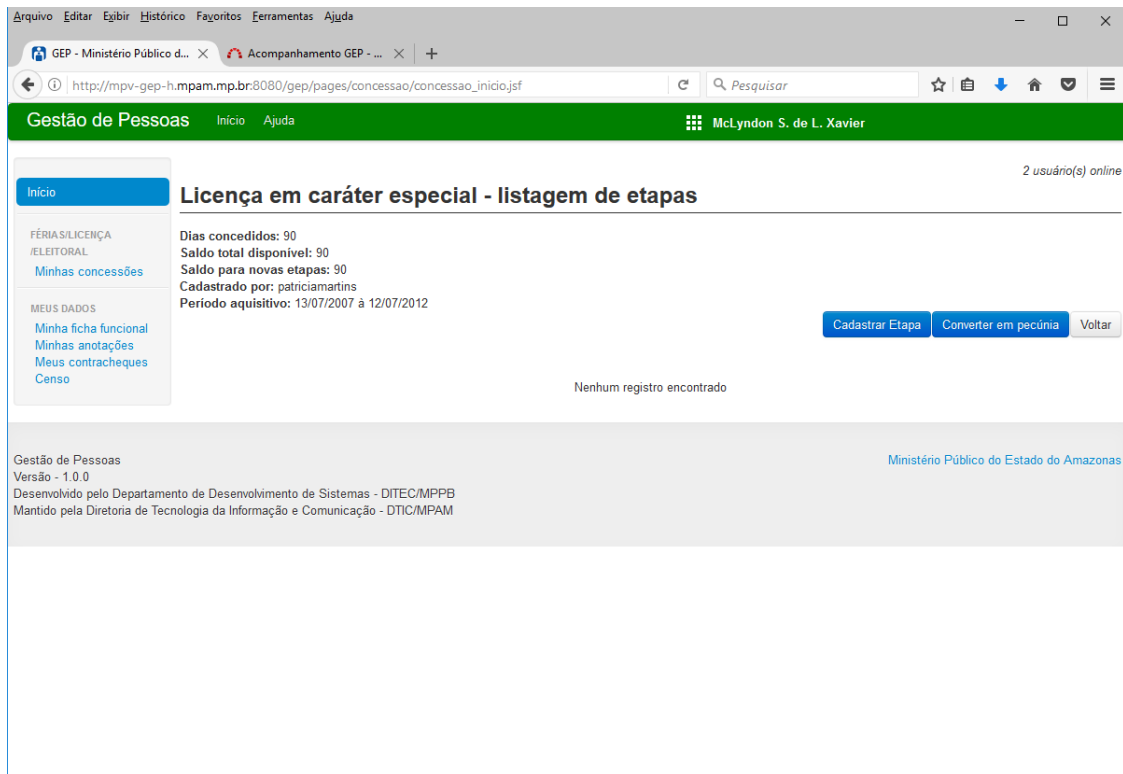 Arquivo Editar Exibir Histórico Favoritos Ferramentas Ajuda
GEP - Ministério Público d... Acompanhamento GEP - ...
http://mpv-gep-h.mpam.mp.br:8080/gep/pages/concessao/concessao_inicio.jsf Pesquisar
Gestão de Pessoas Início Ajuda McLyndon S. de L. Xavier
2 usuário(s) online
Início
Licença em caráter especial - listagem de etapas
FÉRIAS/LICENÇA
/ELEITORAL
Minhas concessões
MEUS DADOS
Minha ficha funcional
Minhas anotações
Meus contracheques
Censo
Dias concedidos: 90
Saldo total disponível: 90
Saldo para novas etapas: 90
Cadastrado por: patriciamartins
Período aquisitivo: 13/07/2007 à 12/07/2012
Cadastrar Etapa Converter em pecúnia Voltar
Nenhum registro encontrado
Gestão de Pessoas
Versão - 1.0.0
Desenvolvido pelo Departamento de Desenvolvimento de Sistemas - DITEC/MPPB
Mantido pela Diretoria de Tecnologia da Informação e Comunicação - DTIC/MPAM
Ministério Público do Estado do Amazonas